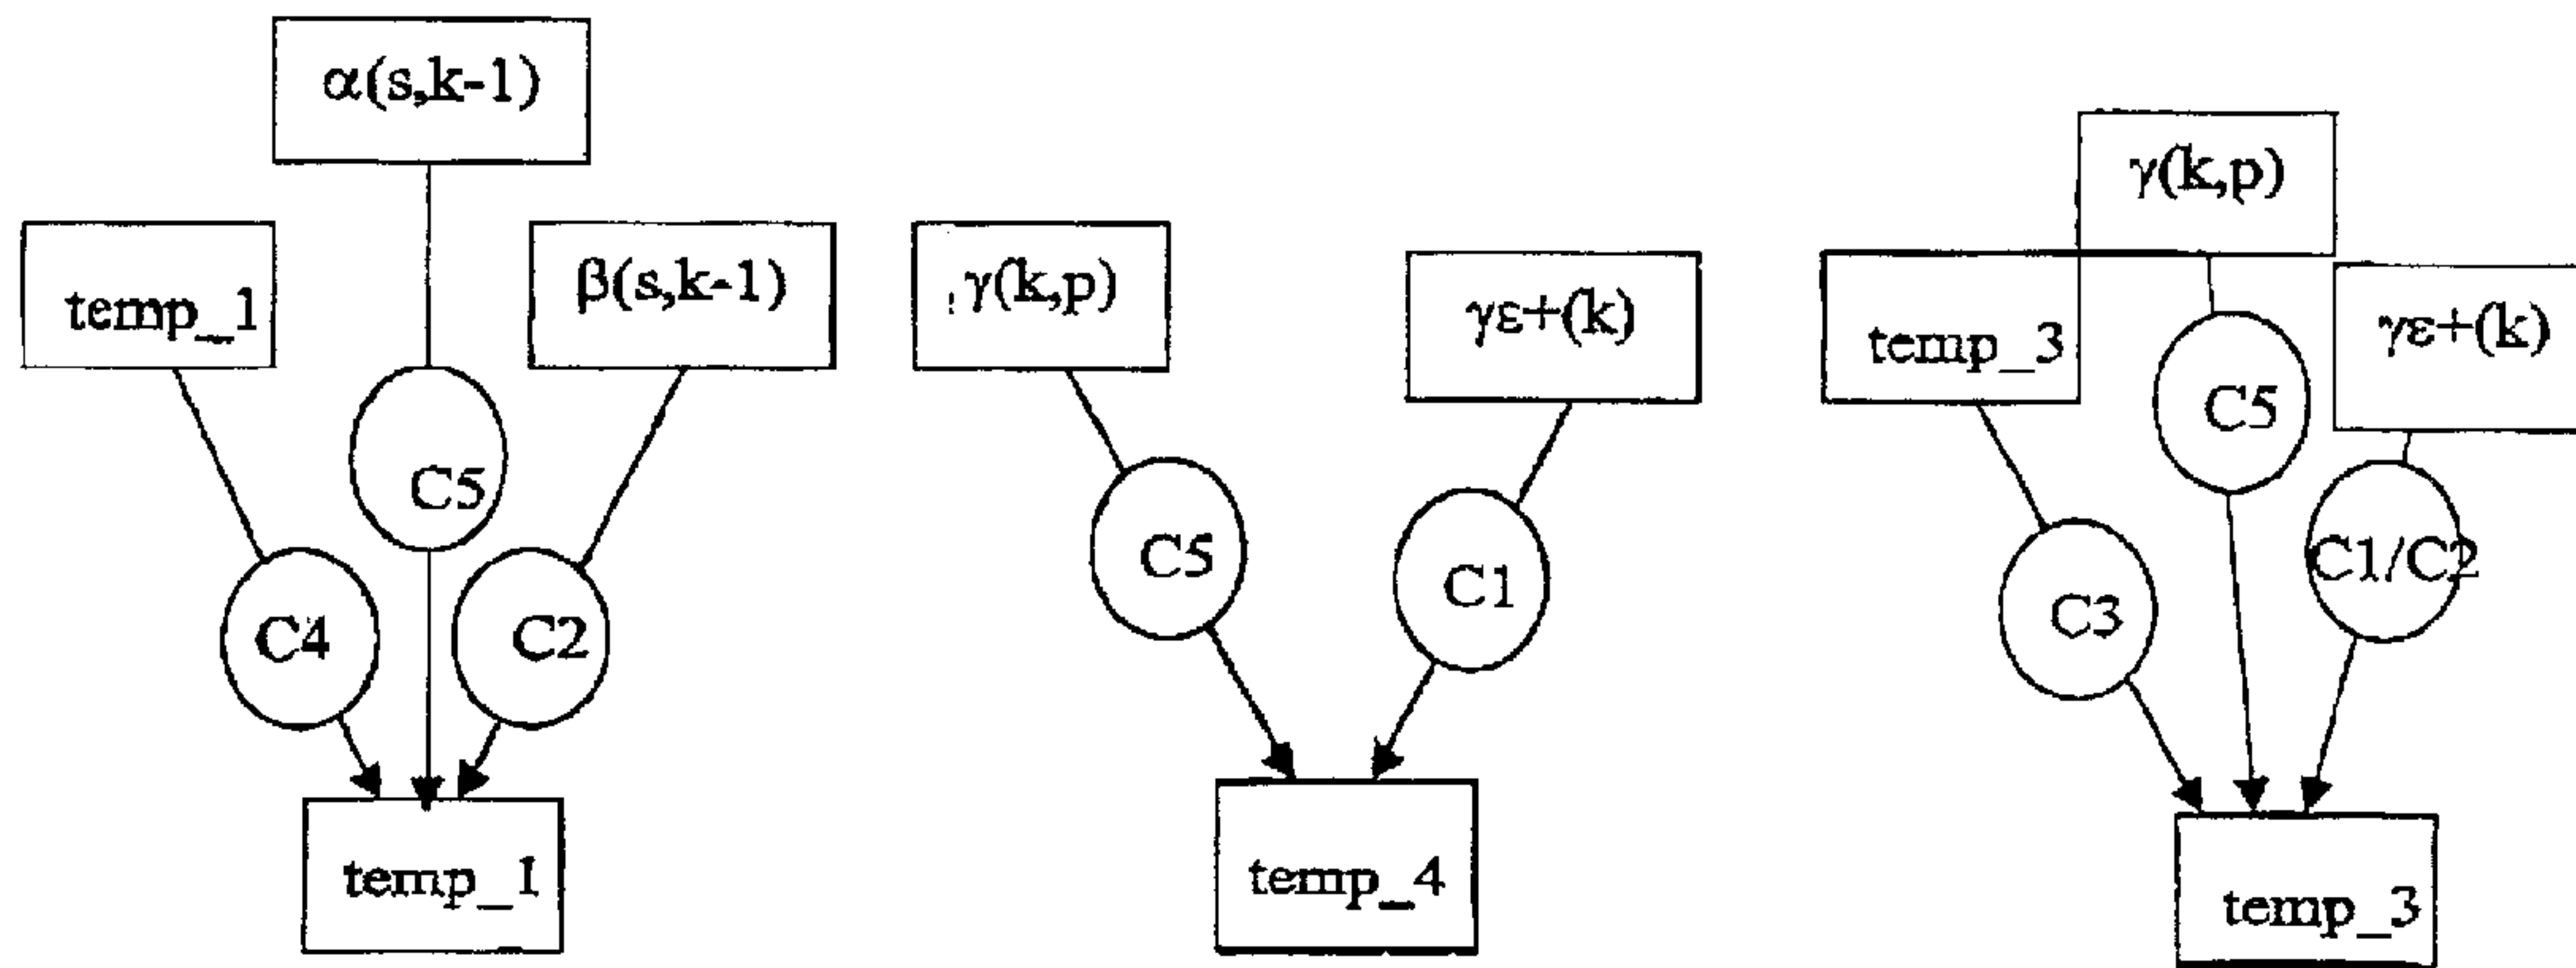 α(s,k-1)
temp_1
β(s,k-1)
C5
C4
C2
temp_1
γ(k,p)
γε+(k)
C5
C1
temp_4
γ(k,p)
temp_3
γε+(k)
C5
C1/C2
C3
temp_3